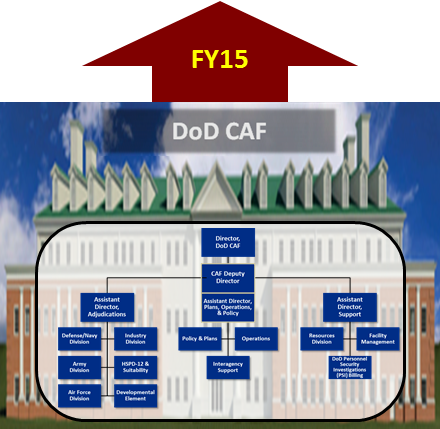 FY15
DoD CAF
Director,
DoD CAF
CAF Deputy
Director
Assistant
Director,
Adjudications
Assistant Director,
Plans, Operations,
& Policy
Assistant
Director,
Support
Defense/Navy
Division
Industry
Division
Policy & Plans
Operations
Resources
Division
Facility
Management
Army
Division
HSPD-12 &
Suitability
Interagency
Support
DoD Personnel
Security
Investigations
(PSI) Billing
Air Force
Division
Developmental
Element